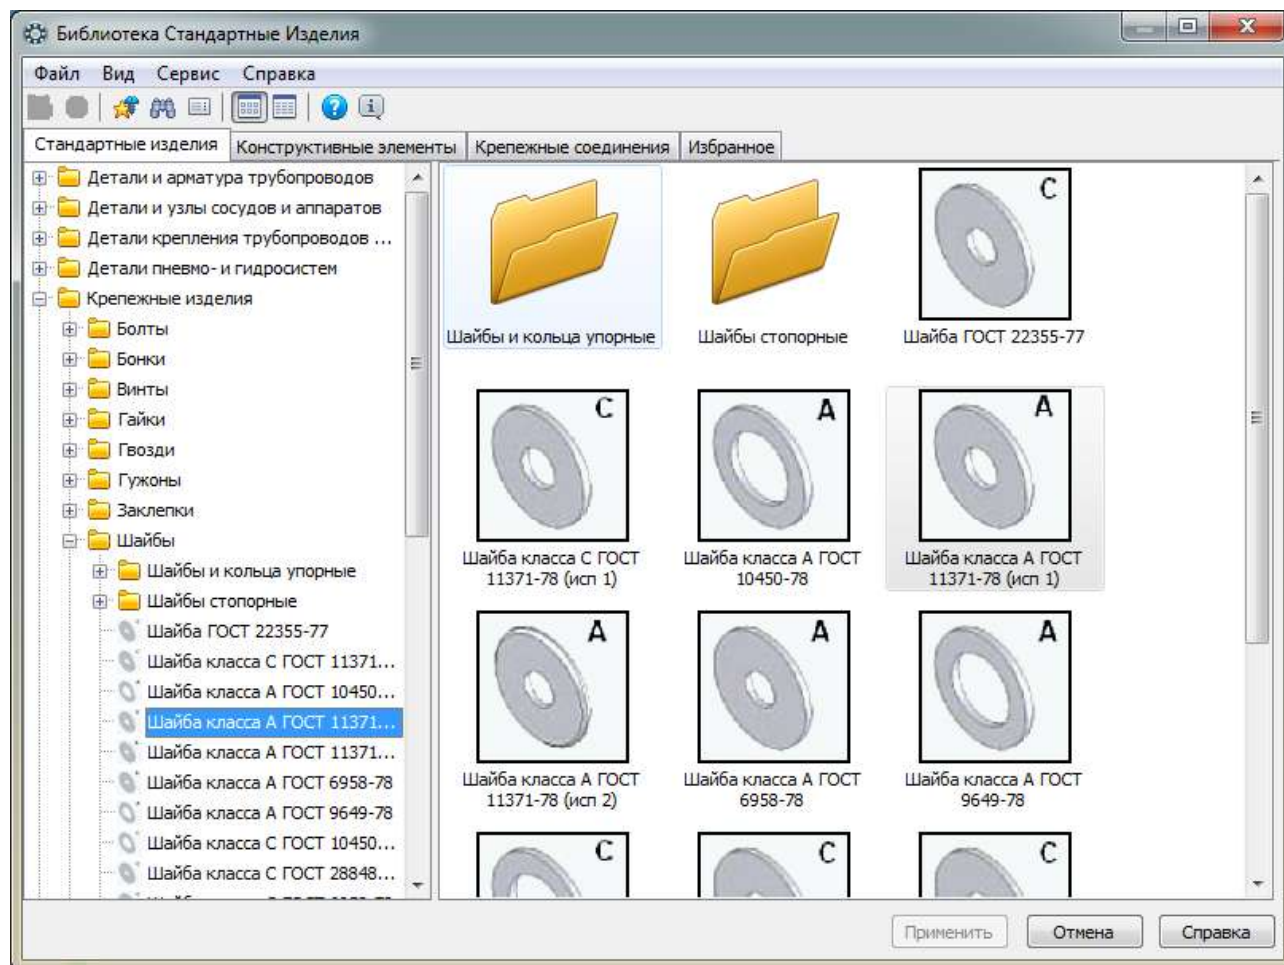 Библиотека Стандартные Изделия
Файл Вид Сервис Справка
Стандартные изделия Конструктивные элементы Крепежные соединения Избранное
Детали и арматура трубопроводов
Детали и узлы сосудов и аппаратов
Детали крепления трубопроводов ...
Детали пневмо- и гидросистем
Крепежные изделия
Болты
Бонки
Винты
Гайки
Гвозди
Гужоны
Заклепки
Шайбы
Шайбы и кольца упорные
Шайбы стопорные
Шайба ГОСТ 22355-77
Шайба класса С ГОСТ 11371...
Шайба класса А ГОСТ 10450...
Шайба класса А ГОСТ 11371...
Шайба класса А ГОСТ 11371...
Шайба класса А ГОСТ 6958-78
Шайба класса А ГОСТ 9649-78
Шайба класса С ГОСТ 10450...
Шайба класса С ГОСТ 28848...
C
Шайбы и кольца упорные Шайбы стопорные Шайба ГОСТ 22355-77
C A A
Шайба класса С ГОСТ
11371-78 (исп 1)
Шайба класса А ГОСТ
10450-78
Шайба класса А ГОСТ
11371-78 (исп 1)
A A A
Шайба класса А ГОСТ
11371-78 (исп 2)
Шайба класса А ГОСТ
6958-78
Шайба класса А ГОСТ
9649-78
C C C
Применить Отмена Справка